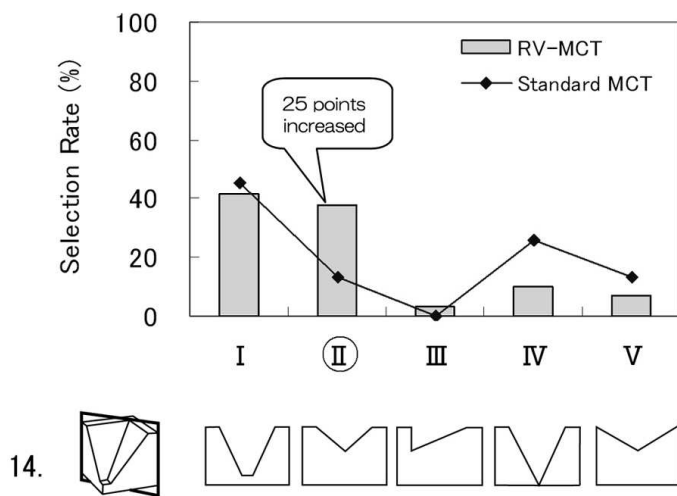 100
80
60
40
20
0
Selection Rate (%)
RV-MCT
Standard MCT
25 points
increased
I II III IV V
14.